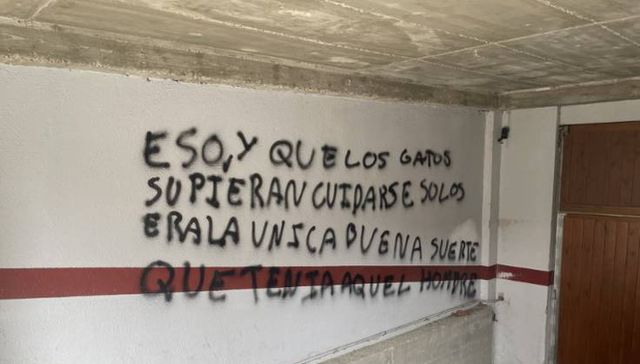 ESO, Y QUE LOS GATOS
SUPIERAN CUIDARSE SOLOS
ERA LA UNICA BUENA SUERTE
QUE TENIA AQUEL HOMBRE